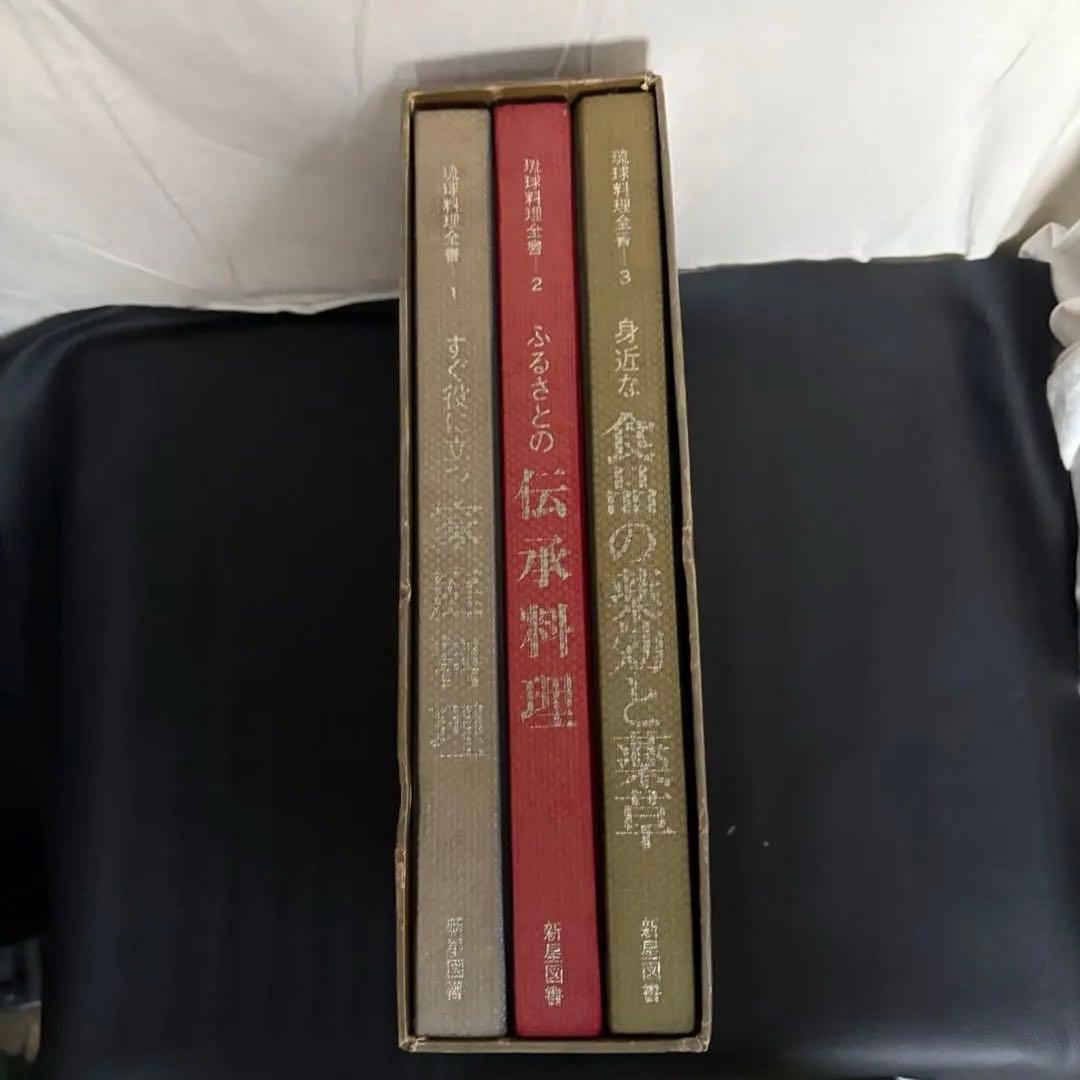 琉球料理全書—1
すぐ役に立つ 家庭料理
新星図書
琉球料理全書—2
ふるさとの 伝承料理
新星図書
琉球料理全書—3
身近な 食品の薬効と薬草
新星図書